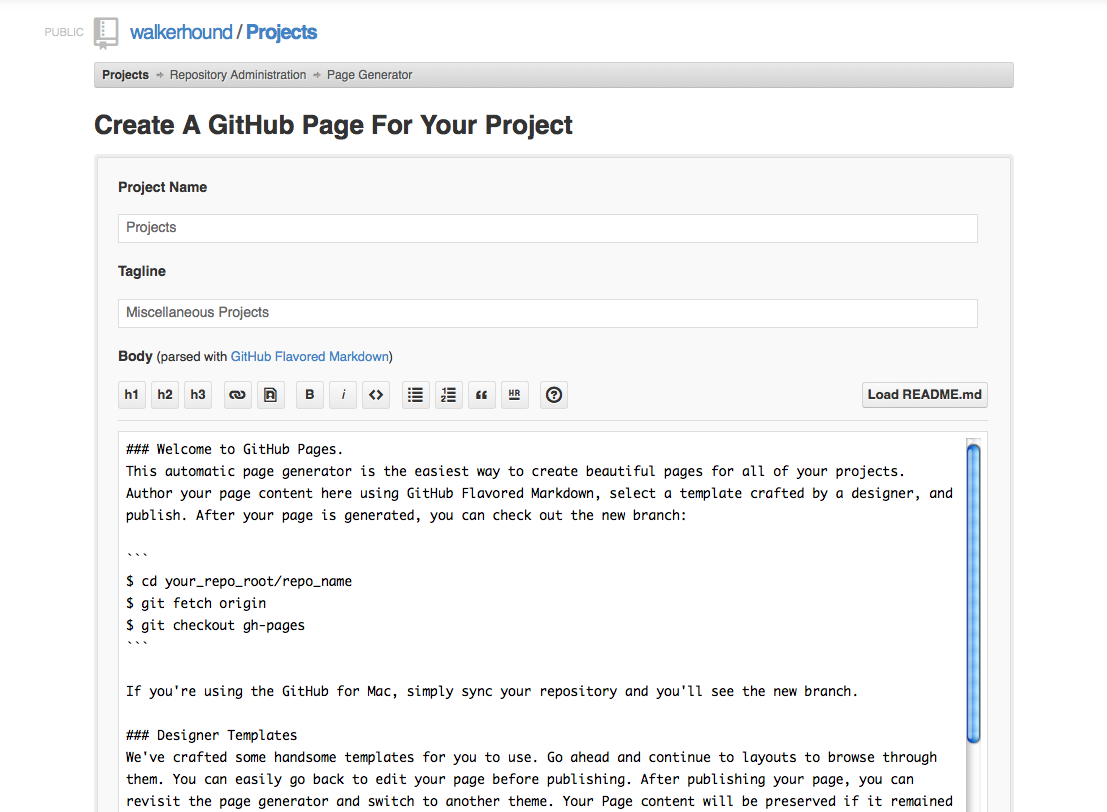 PUBLIC walkerhound / Projects
Projects Repository Administration Page Generator
Create A GitHub Page For Your Project
Project Name
Projects
Tagline
Miscellaneous Projects
Body (parsed with GitHub Flavored Markdown)
h1 h2 h3 B i <> “ HR ? Load README.md
### Welcome to GitHub Pages.
This automatic page generator is the easiest way to create beautiful pages for all of your projects.
Author your page content here using GitHub Flavored Markdown, select a template crafted by a designer, and
publish. After your page is generated, you can check out the new branch:
```
$ cd your_repo_root/repo_name
$ git fetch origin
$ git checkout gh-pages
```
If you're using the GitHub for Mac, simply sync your repository and you'll see the new branch.
### Designer Templates
We've crafted some handsome templates for you to use. Go ahead and continue to layouts to browse through
them. You can easily go back to edit your page before publishing. After publishing your page, you can
revisit the page generator and switch to another theme. Your Page content will be preserved if it remained